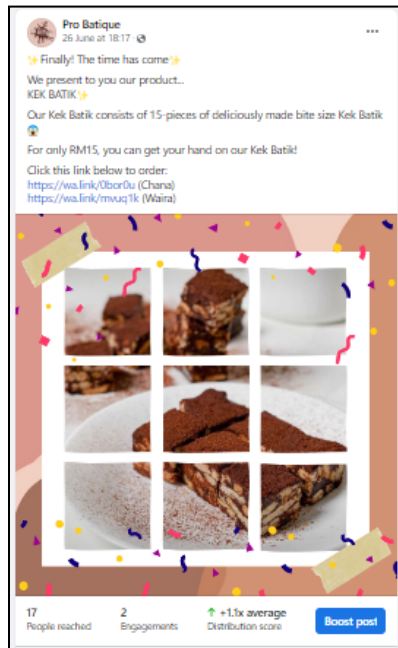 Pro Batique
26 June at 18:17 ·
✨Finally! The time has come✨
We present to you our product...
KEK BATIK✨
Our Kek Batik consists of 15-pieces of deliciously made bite size Kek Batik
😱
For only RM15, you can get your hand on our Kek Batik!
Click this link below to order:
https://wa.link/0bor0u (Chana)
https://wa.link/mvuq1k (Waira)
17
People reached
2
Engagements
↑ +1.1x average
Distribution score
Boost post